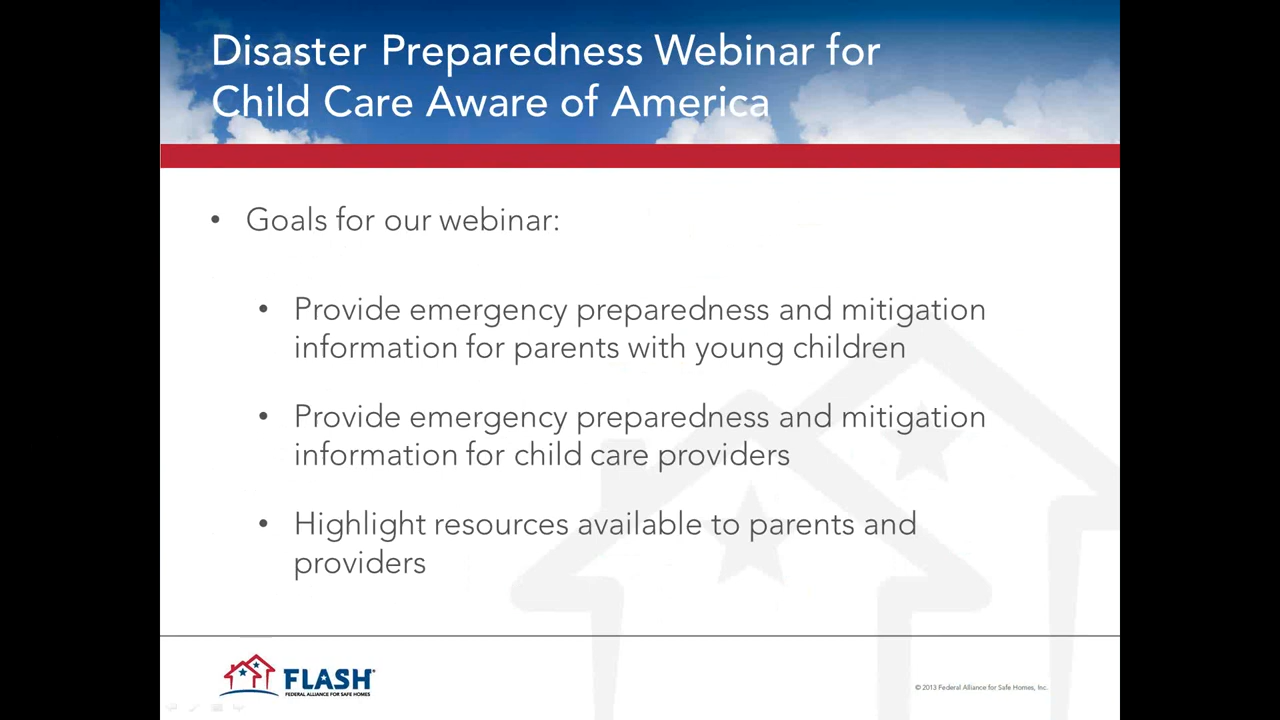 Disaster Preparedness Webinar for
Child Care Aware of America
• Goals for our webinar:
• Provide emergency preparedness and mitigation
information for parents with young children
• Provide emergency preparedness and mitigation
information for child care providers
• Highlight resources available to parents and
providers
FLASH®
FEDERAL ALLIANCE FOR SAFE HOMES
© 2013 Federal Alliance for Safe Homes, Inc.